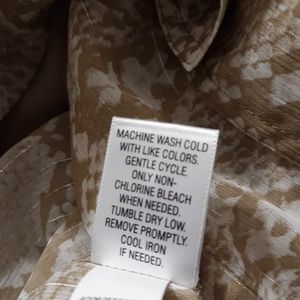 MACHINE WASH COLD
WITH LIKE COLORS.
GENTLE CYCLE.
ONLY NON-
CHLORINE BLEACH
WHEN NEEDED.
TUMBLE DRY LOW.
REMOVE PROMPTLY.
COOL IRON
IF NEEDED.